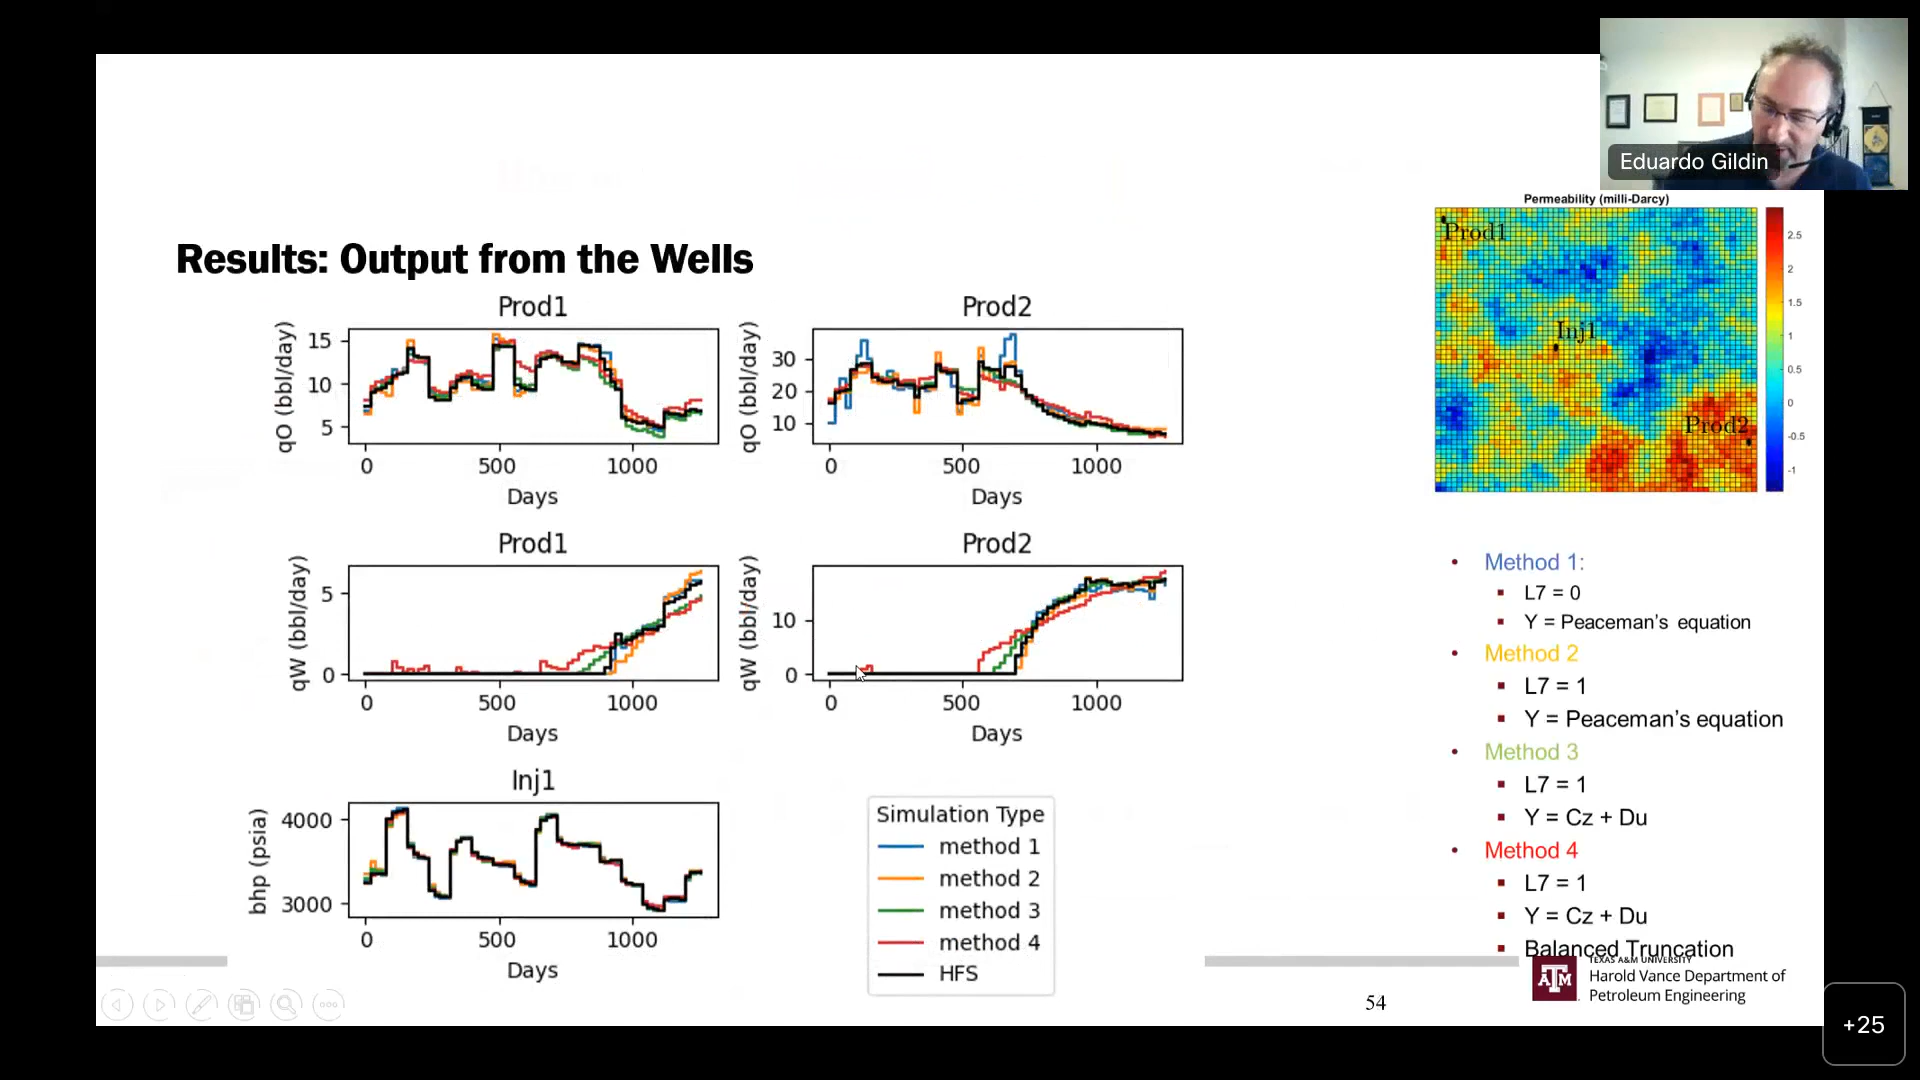 Eduardo Gildin
Results: Output from the Wells
Prod1
qO (bbl/day)
15
10
5
0
500
1000
Days
Prod2
qO (bbl/day)
30
20
10
0
500
1000
Days
Prod1
qW (bbl/day)
5
0
0
500
1000
Days
Prod2
qW (bbl/day)
10
0
0
500
1000
Days
Inj1
bhp (psia)
4000
3000
0
500
1000
Days
Simulation Type
method 1
method 2
method 3
method 4
HFS
Permeability (milli-Darcy)
Prod1
Inj1
Prod2
2.5
2
1.5
1
0.5
0
-0.5
-1
• Method 1:
▪ L7 = 0
▪ Y = Peaceman's equation
• Method 2
▪ L7 = 1
▪ Y = Peaceman's equation
• Method 3
▪ L7 = 1
▪ Y = Cz + Du
• Method 4
▪ L7 = 1
▪ Y = Cz + Du
▪ Balanced Truncation
ATM
TEXAS A&M UNIVERSITY
Harold Vance Department of
Petroleum Engineering
54
+25